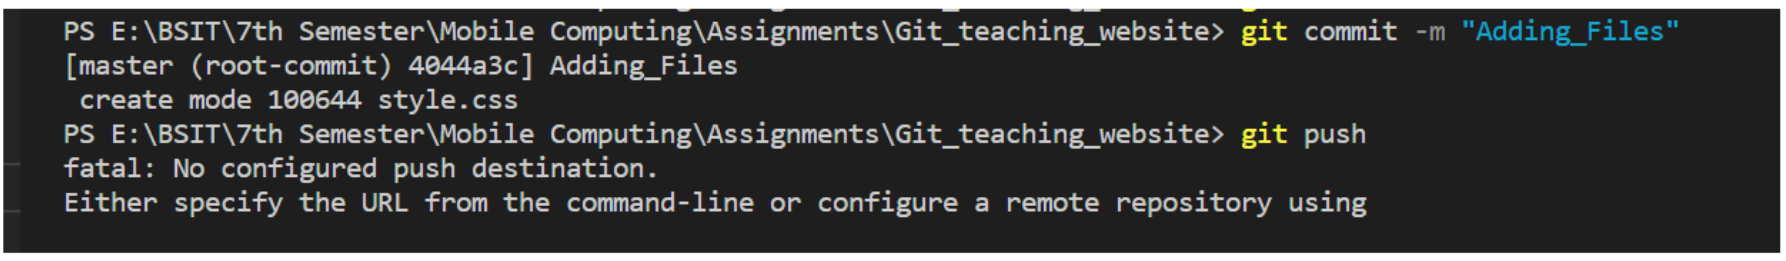 PS E:\BSIT\7th Semester\Mobile Computing\Assignments\Git_teaching_website> git commit -m "Adding_Files"
[master (root-commit) 4044a3c] Adding_Files
 create mode 100644 style.css
PS E:\BSIT\7th Semester\Mobile Computing\Assignments\Git_teaching_website> git push
fatal: No configured push destination.
Either specify the URL from the command-line or configure a remote repository using